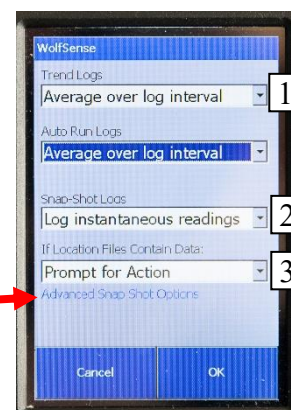 WolfSense
Trend Logs
Average over log interval
1
Auto Run Logs
Average over log interval
Snap-Shot Logs
Log instantaneous readings
2
If Location Files Contain Data:
Prompt for Action
3
Advanced Snap Shot Options
Cancel
OK